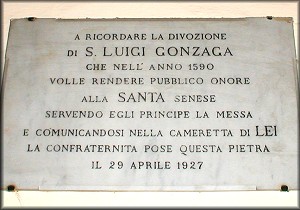 A RICORDARE LA DIVOZIONE
DI S. LUIGI GONZAGA
CHE NELL' ANNO 1590
VOLLE RENDERE PUBBLICO ONORE
ALLA SANTA SENESE
SERVENDO EGLI PRINCIPE LA MESSA
E COMUNICANDOSI NELLA CAMERETTA DI LEI
LA CONFRATERNITA POSE QUESTA PIETRA
IL 29 APRILE 1927